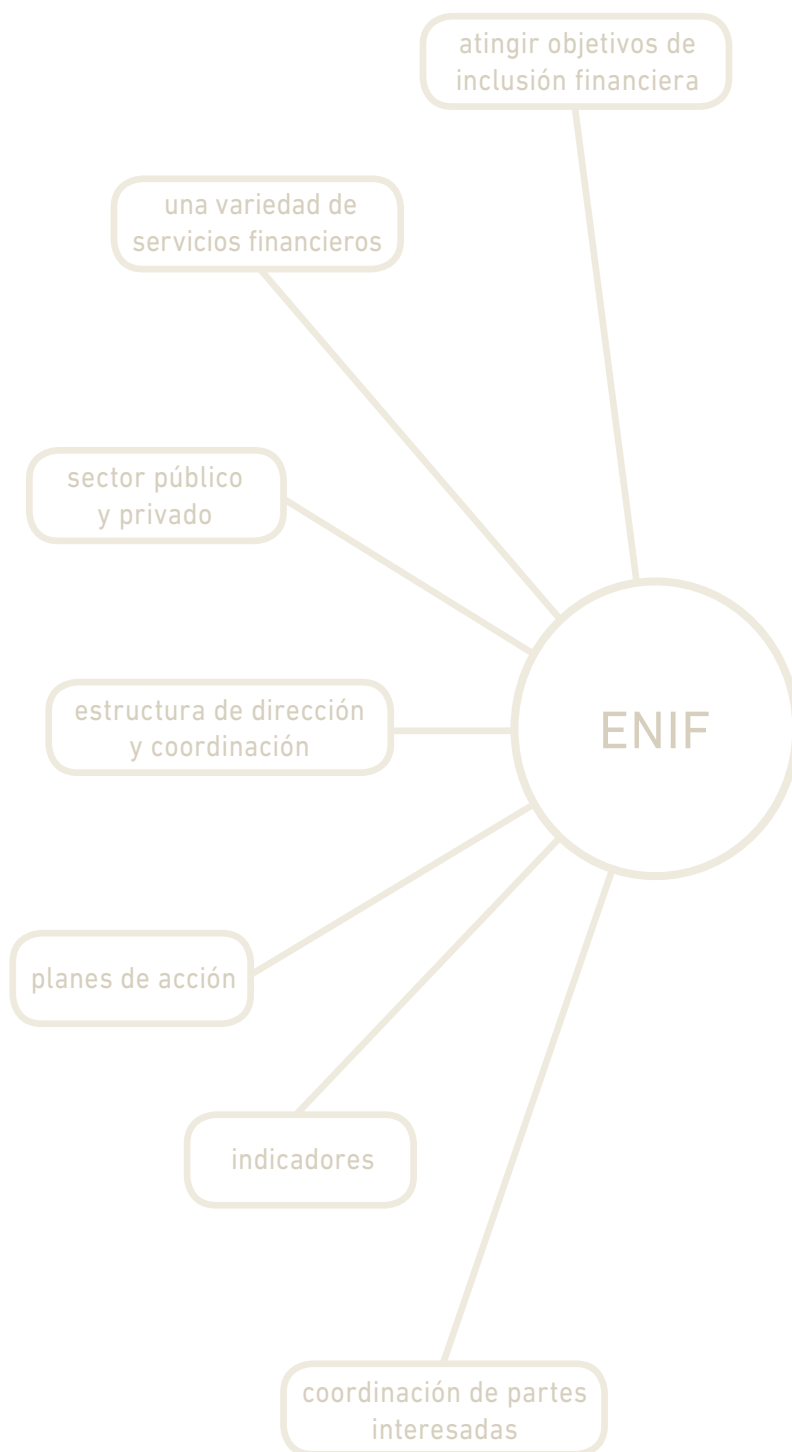 atingir objetivos de
inclusión financiera
una variedad de
servicios financieros
sector público
y privado
estructura de dirección
y coordinación
ENIF
planes de acción
indicadores
coordinación de partes
interesadas